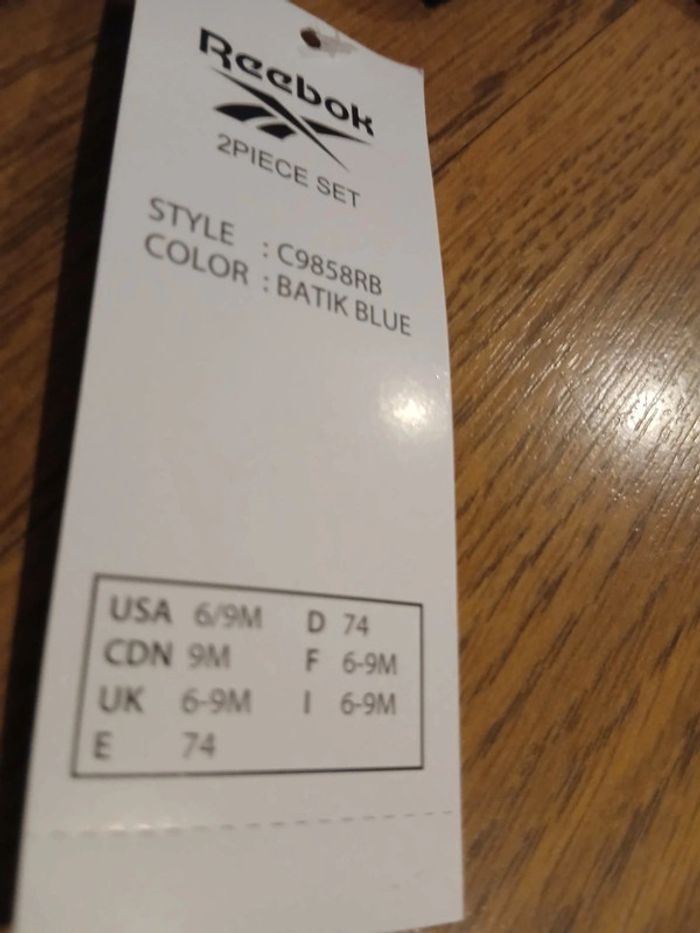 Reebok
2PIECE SET
STYLE : C9858RB
COLOR : BATIK BLUE
USA 6/9M D 74
CDN 9M F 6-9M
UK 6-9M I 6-9M
E 74